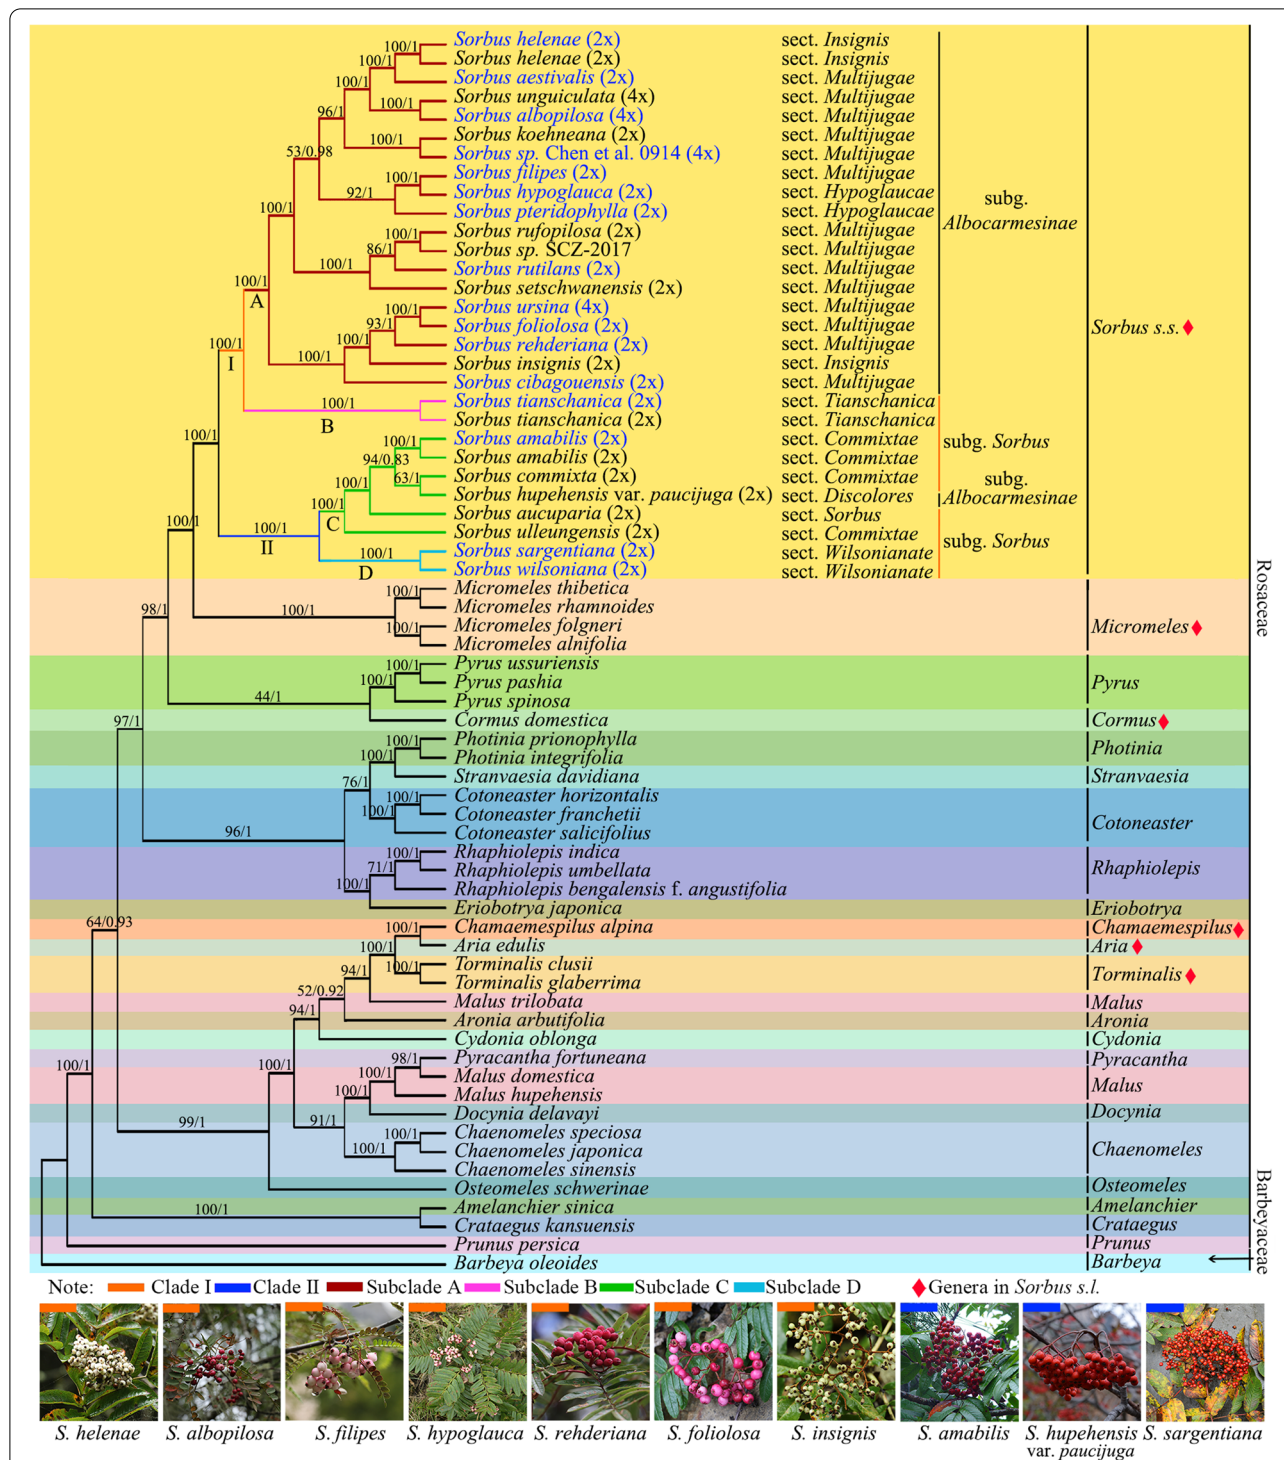 Sorbus helenae (2x) sect. Insignis
Sorbus helenae (2x) sect. Insignis
Sorbus aestivalis (2x) sect. Multijugae
Sorbus unguiculata (4x) sect. Multijugae
Sorbus albopilosa (4x) sect. Multijugae
Sorbus koehneana (2x) sect. Multijugae
Sorbus sp. Chen et al. 0914 (4x) sect. Multijugae
Sorbus filipes (2x) sect. Multijugae
Sorbus hypoglauca (2x) sect. Hypoglaucae
Sorbus pteridophylla (2x) sect. Hypoglaucae
Sorbus rufopilosa (2x) sect. Multijugae
Sorbus sp. SCZ-2017 sect. Multijugae
Sorbus rutilans (2x) sect. Multijugae
Sorbus setschwanensis (2x) sect. Multijugae
Sorbus ursina (4x) sect. Multijugae
Sorbus foliolosa (2x) sect. Multijugae
Sorbus rehderiana (2x) sect. Multijugae
Sorbus insignis (2x) sect. Insignis
Sorbus cibagouensis (2x) sect. Multijugae
Sorbus tianschanica (2x) sect. Tianschanica
Sorbus tianschanica (2x) sect. Tianschanica
Sorbus amabilis (2x) sect. Commixtae
Sorbus amabilis (2x) sect. Commixtae
Sorbus commixta (2x) sect. Commixtae
Sorbus hupehensis var. paucijuga (2x) sect. Discolores
Sorbus aucuparia (2x) sect. Sorbus
Sorbus ulleungensis (2x) sect. Commixtae
Sorbus sargentiana (2x) sect. Wilsonianate
Sorbus wilsoniana (2x) sect. Wilsonianate
subg.
Albocarmesinae
subg. Sorbus
subg.
Albocarmesinae
subg. Sorbus
Sorbus s.s.
Micromeles thibetica
Micromeles rhamnoides
Micromeles folgneri
Micromeles alnifolia
Micromeles
Pyrus ussuriensis
Pyrus pashia
Pyrus spinosa
Pyrus
Cormus domestica Cormus
Photinia prionophylla
Photinia integrifolia
Photinia
Stranvaesia davidiana Stranvaesia
Cotoneaster horizontalis
Cotoneaster franchetii
Cotoneaster salicifolius
Cotoneaster
Rhaphiolepis indica
Rhaphiolepis umbellata
Rhaphiolepis bengalensis f. angustifolia
Rhaphiolepis
Eriobotrya japonica Eriobotrya
Chamaemespilus alpina Chamaemespilus
Aria edulis Aria
Torminalis clusii
Torminalis glaberrima
Torminalis
Malus trilobata Malus
Aronia arbutifolia Aronia
Cydonia oblonga Cydonia
Pyracantha fortuneana Pyracantha
Malus domestica
Malus hupehensis
Malus
Docynia delavayi Docynia
Chaenomeles speciosa
Chaenomeles japonica
Chaenomeles sinensis
Chaenomeles
Osteomeles schwerinae Osteomeles
Amelanchier sinica Amelanchier
Crataegus kansuensis Crataegus
Prunus persica Prunus
Barbeya oleoides Barbeya
Rosaceae
Barbeyaceae
100/1
100/1
100/1
100/1
96/1
100/1
53/0.98
100/1
92/1
100/1
100/1
86/1
100/1
100/1
A
100/1
93/1
100/1
100/1
100/1
I
100/1
B
100/1
100/1
94/0.83
63/1
100/1
100/1
C
100/1
II
100/1
D
100/1
100/1
100/1
100/1
98/1
100/1
100/1
44/1
97/1
100/1
100/1
76/1
100/1
100/1
96/1
100/1
71/1
100/1
64/0.93
100/1
100/1
100/1
94/1
52/0.92
94/1
98/1
100/1
100/1
100/1
100/1
91/1
100/1
100/1
99/1
100/1
Note: Clade I Clade II Subclade A Subclade B Subclade C Subclade D Genera in Sorbus s.l.
S. helenae S. albopilosa S. filipes S. hypoglauca S. rehderiana S. foliolosa S. insignis S. amabilis S. hupehensis S. sargentiana
var. paucijuga